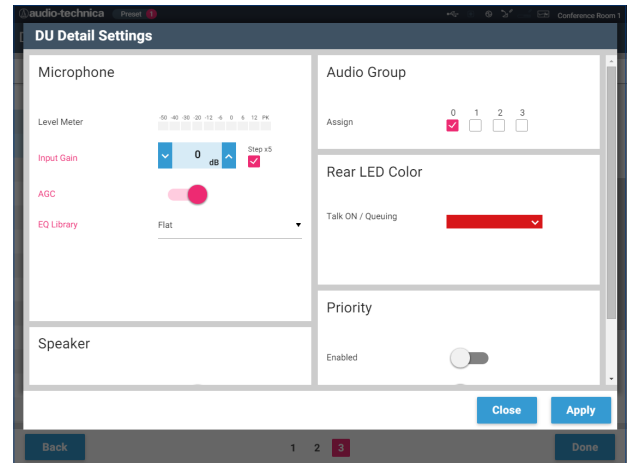 audio-technica Preset 1 Conference Room 1
DU Detail Settings
Microphone
Level Meter
-50 -40 -30 -20 -12 -6 0 6 12 PK
Input Gain
0 dB
Step x5
AGC
EQ Library
Flat
Speaker
Audio Group
0 1 2 3
Assign
Rear LED Color
Talk ON / Queuing
Priority
Enabled
Close Apply
Back 1 2 3 Done